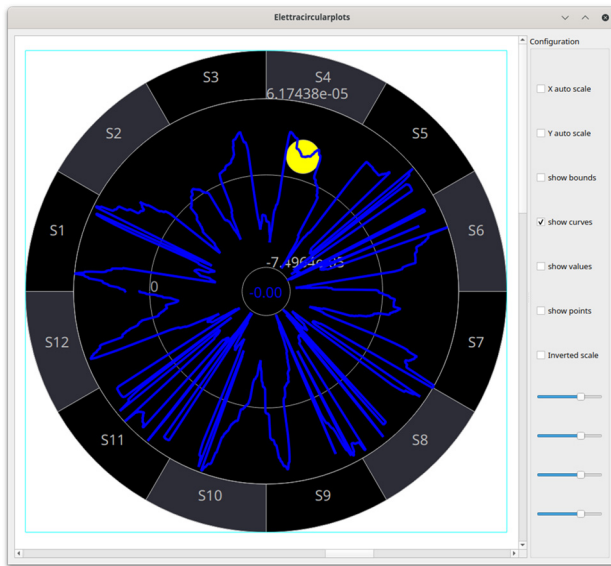 Elettracircularplots
Configuration
X auto scale
Y auto scale
show bounds
show curves
show values
show points
Inverted scale
S1
S2
S3
S4
6.17438e-05
S5
S6
S7
S8
S9
S10
S11
S12
0
-0.00